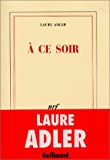 LAURE ADLER
À CE SOIR
nrf
LAURE
ADLER
Gallimard